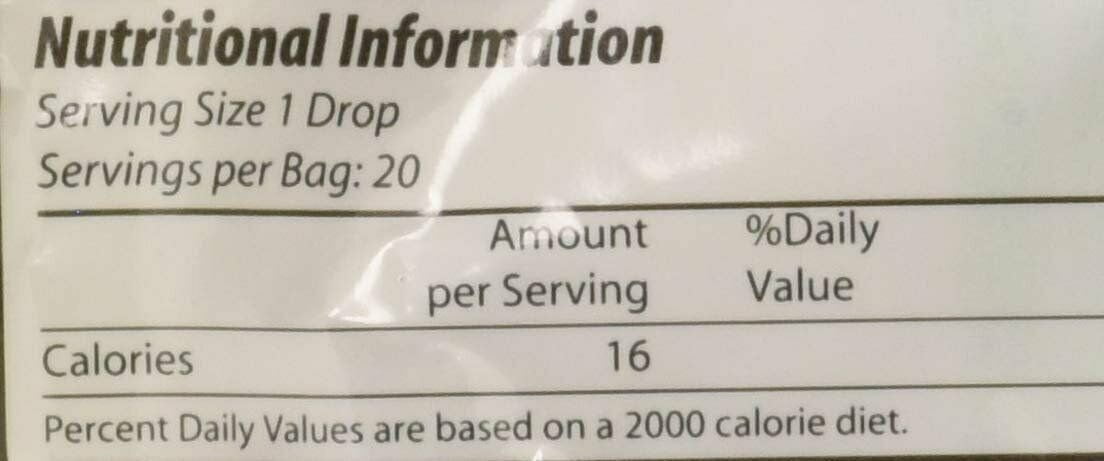 Nutritional Information
Serving Size 1 Drop
Servings per Bag: 20
Amount per Serving %Daily Value
Calories 16
Percent Daily Values are based on a 2000 calorie diet.